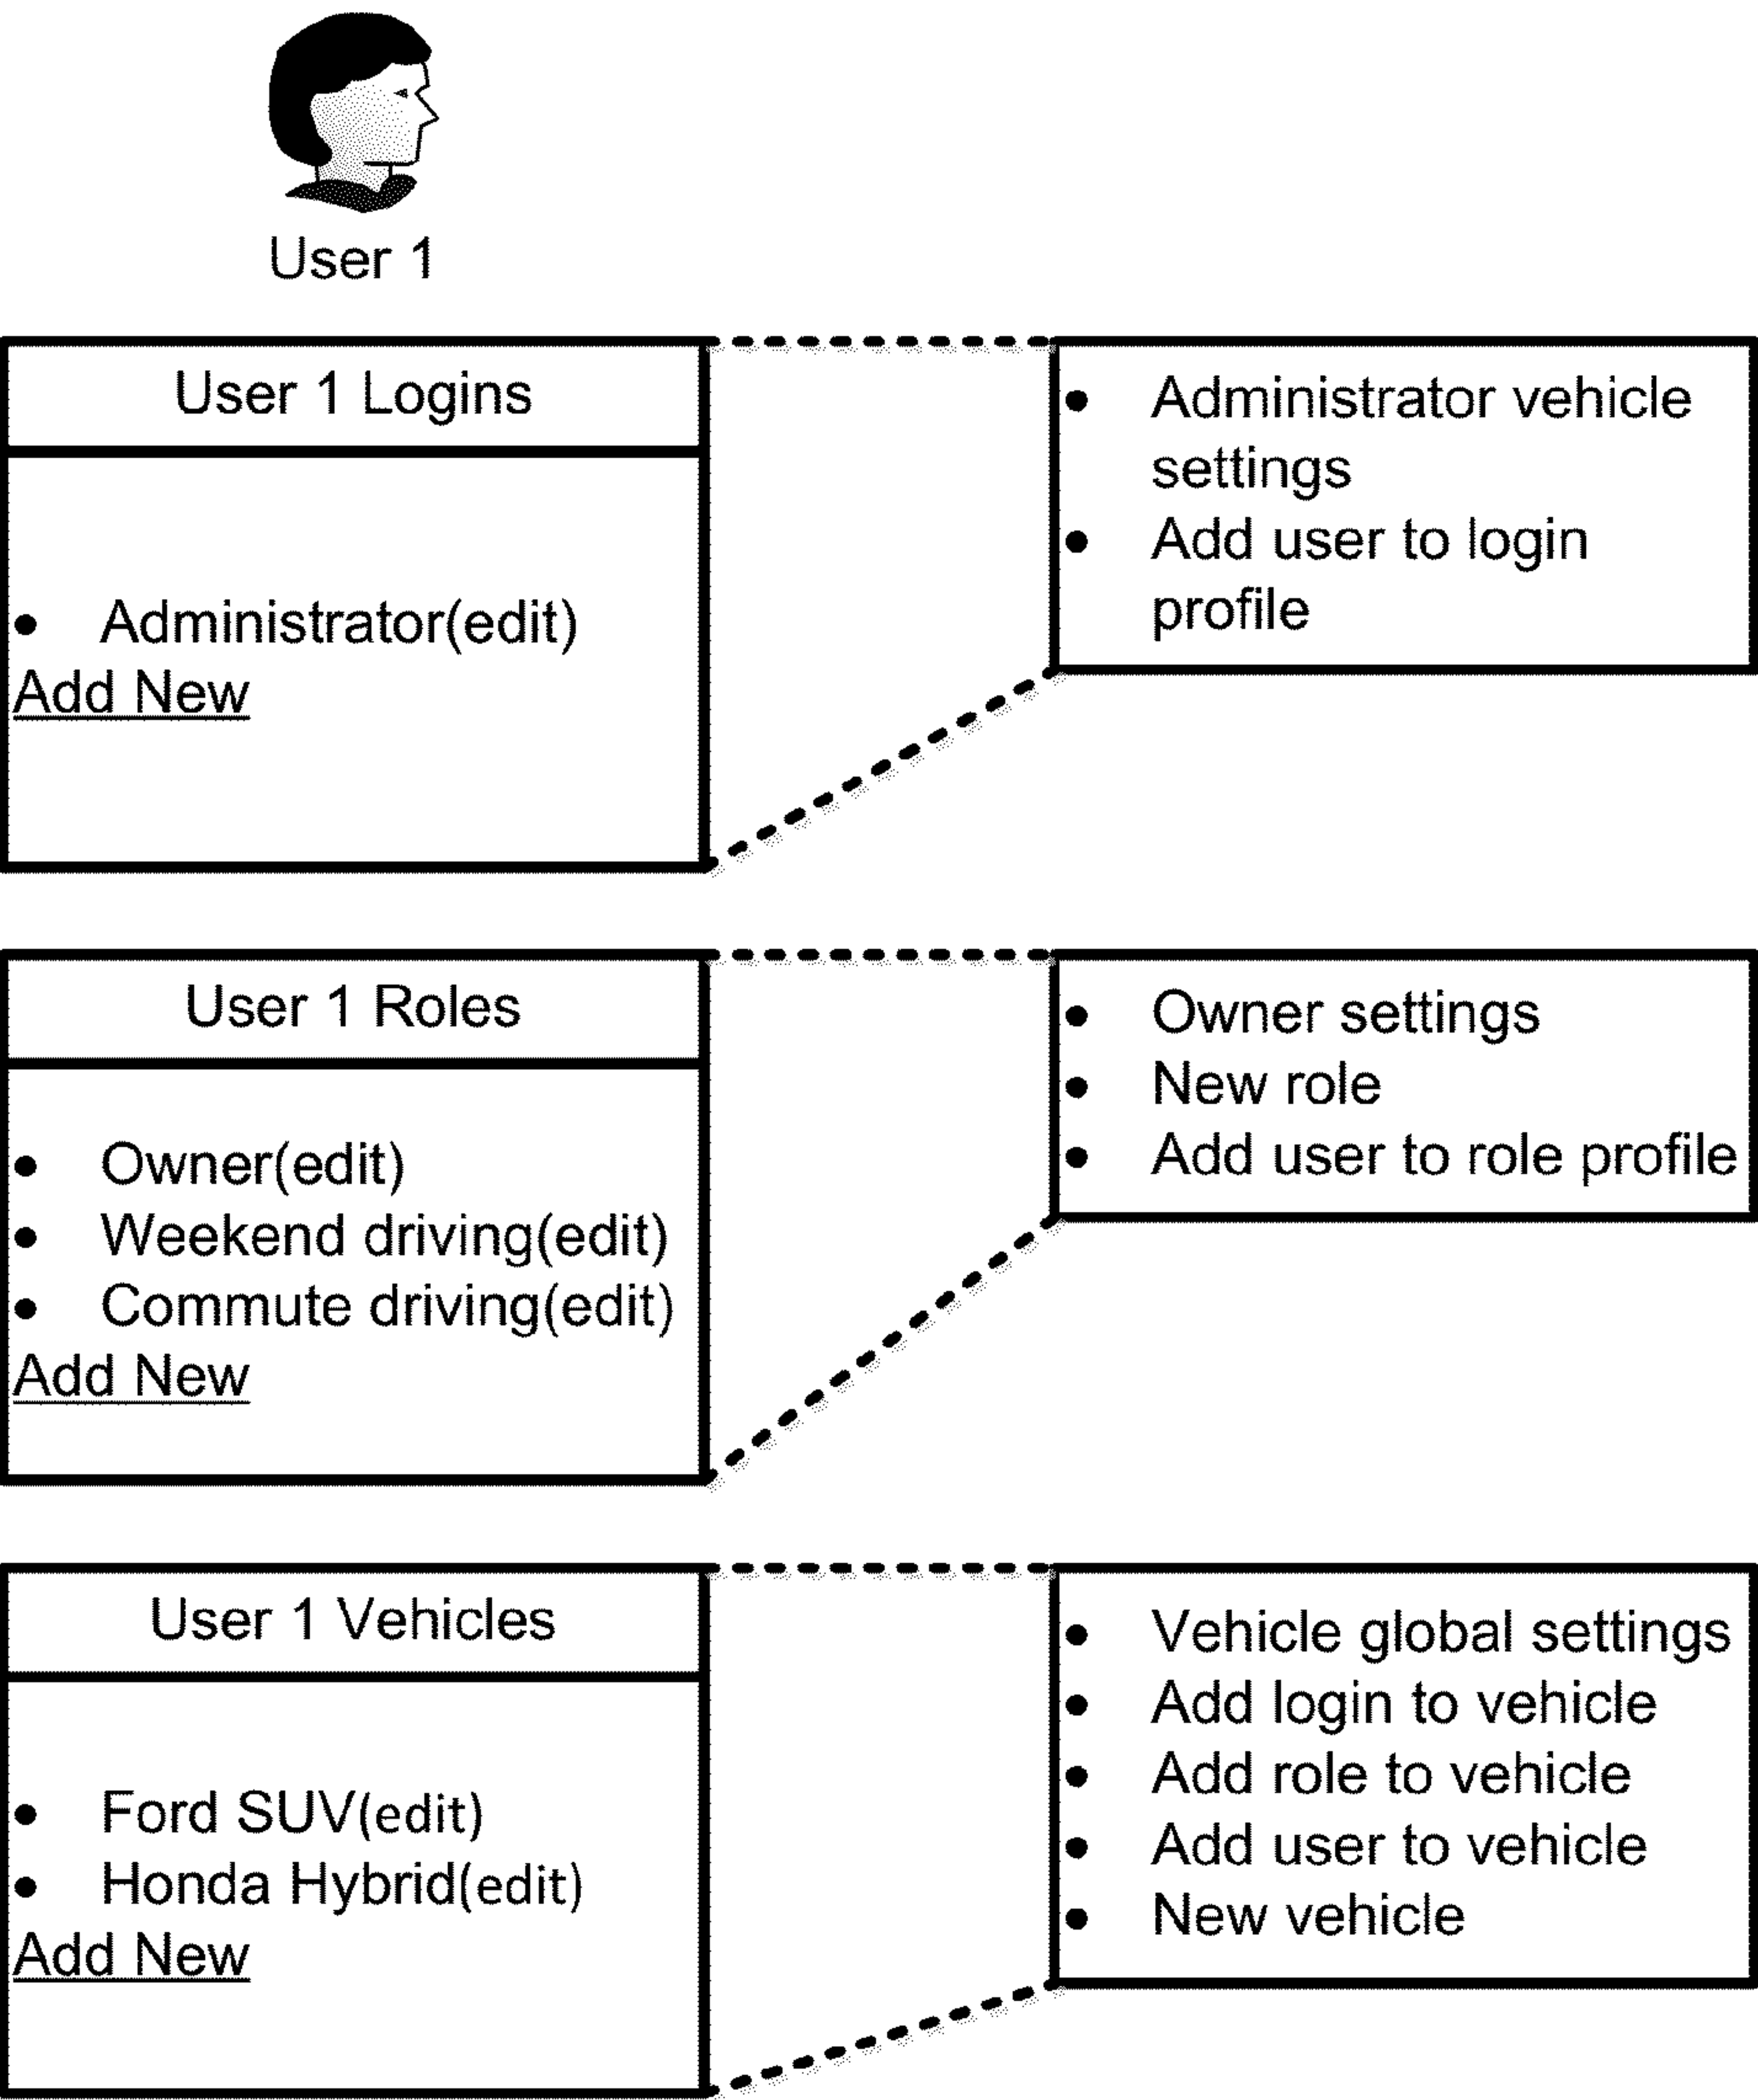 User 1
User 1 Logins
• Administrator(edit)
Add New
• Administrator vehicle
settings
• Add user to login
profile
User 1 Roles
• Owner(edit)
• Weekend driving(edit)
• Commute driving(edit)
Add New
• Owner settings
• New role
• Add user to role profile
User 1 Vehicles
• Ford SUV(edit)
• Honda Hybrid(edit)
Add New
• Vehicle global settings
• Add login to vehicle
• Add role to vehicle
• Add user to vehicle
• New vehicle